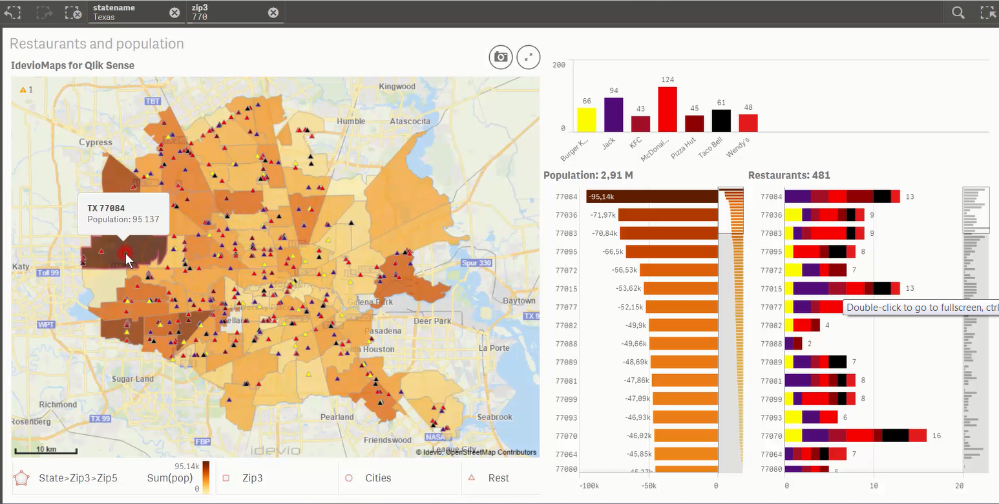 statename
Texas
zip3
770
Restaurants and population
IdevioMaps for Qlik Sense
1
Kingwood
TBT
Humble
Atascocita
Cypress
TX 77084
Population: 95 137
Katy
Toll 99
Spur 330
Galena Park
Baytown
WPT
TX 9
Deer Park
Pasadena
South Houston
La Porte
Sugar Land
Richmond
TX 99
Rosenberg
Pearland
Seabrook
FBP
Friendswood
NASA
League City
10 km
idevio
© Idevio, OpenStreetMap Contributors
State>Zip3>Zip5
Sum(pop)
95.14k
0
Zip3
Cities
Rest
200
0
66
94
43
124
45
61
48
Burger K...
Jack
KFC
McDonal...
Pizza Hut
Taco Bell
Wendy's
Population: 2,91 M
77084 -95,14k
77036 -71,97k
77083 -70,84k
77095 -66,5k
77072 -56,53k
77015 -53,62k
77077 -52,15k
77082 -49,9k
77088 -49,66k
77089 -48,69k
77081 -47,86k
77099 -47,09k
77093 -46,93k
77070 -46,02k
77064 -45,85k
77080
-100k -50k 0
Restaurants: 481
77084 13
77036 9
77083 9
77095 8
77072 7
77015 13
77077
Double-click to go to fullscreen, ctrl
77082 4
77088 2
77089 7
77081 8
77099 8
77093 6
77070 16
77064 7
77080
0 10 20